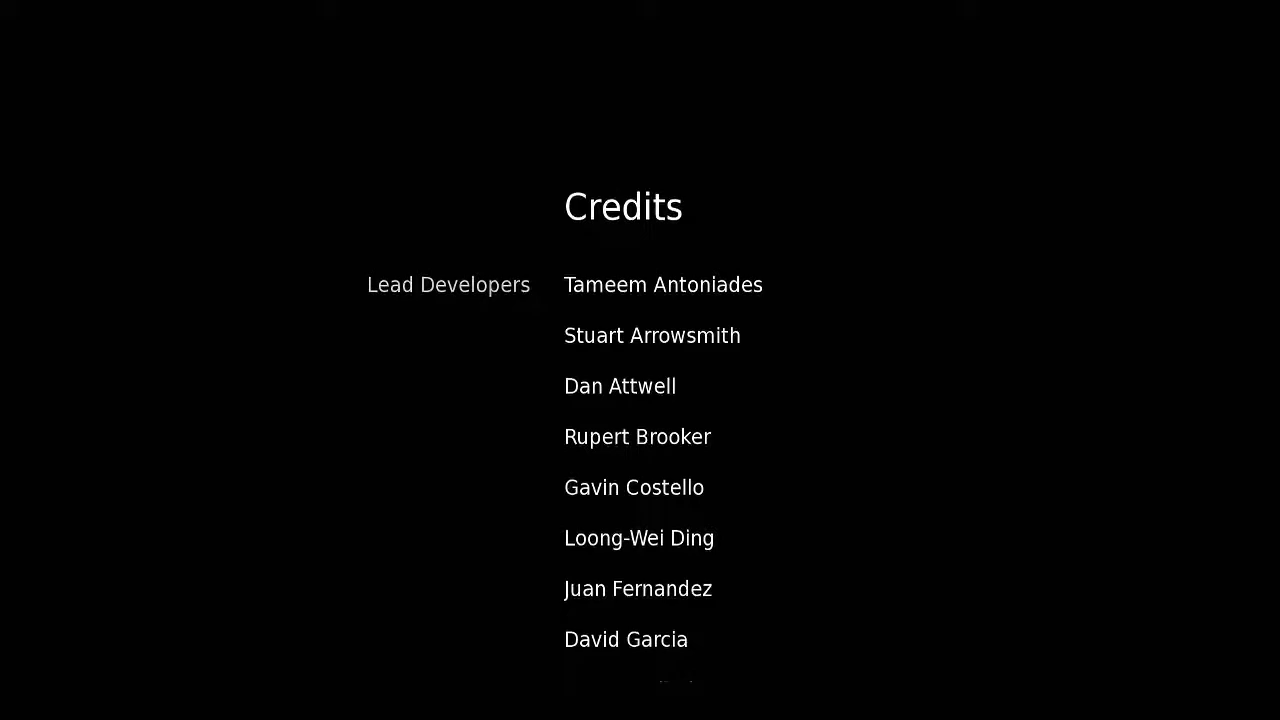 Credits
Lead Developers Tameem Antoniades
Stuart Arrowsmith
Dan Attwell
Rupert Brooker
Gavin Costello
Loong-Wei Ding
Juan Fernandez
David Garcia